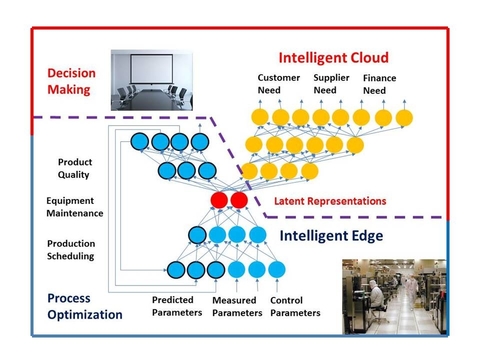 Decision
Making
Intelligent Cloud
Customer
Need
Supplier
Need
Finance
Need
Product
Quality
Equipment
Maintenance
Latent Representations
Production
Scheduling
Intelligent Edge
Process
Optimization
Predicted
Parameters
Measured
Parameters
Control
Parameters